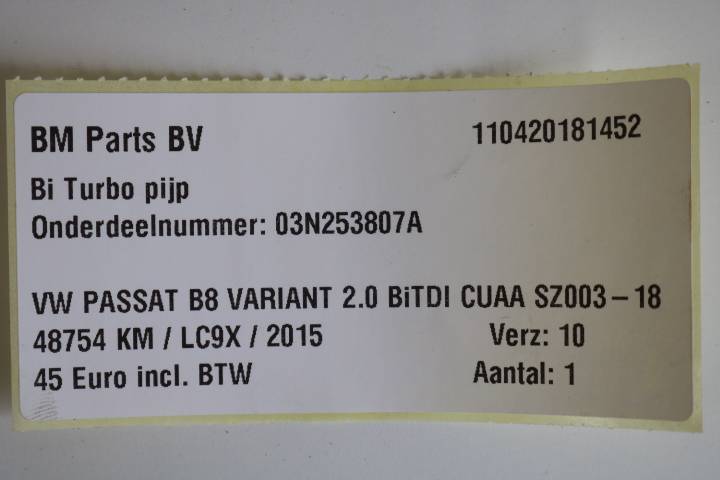 BM Parts BV 110420181452
Bi Turbo pijp
Onderdeelnummer: 03N253807A
VW PASSAT B8 VARIANT 2.0 BiTDI CUAA SZ003-18
48754 KM / LC9X / 2015 Verz: 10
45 Euro incl. BTW Aantal: 1